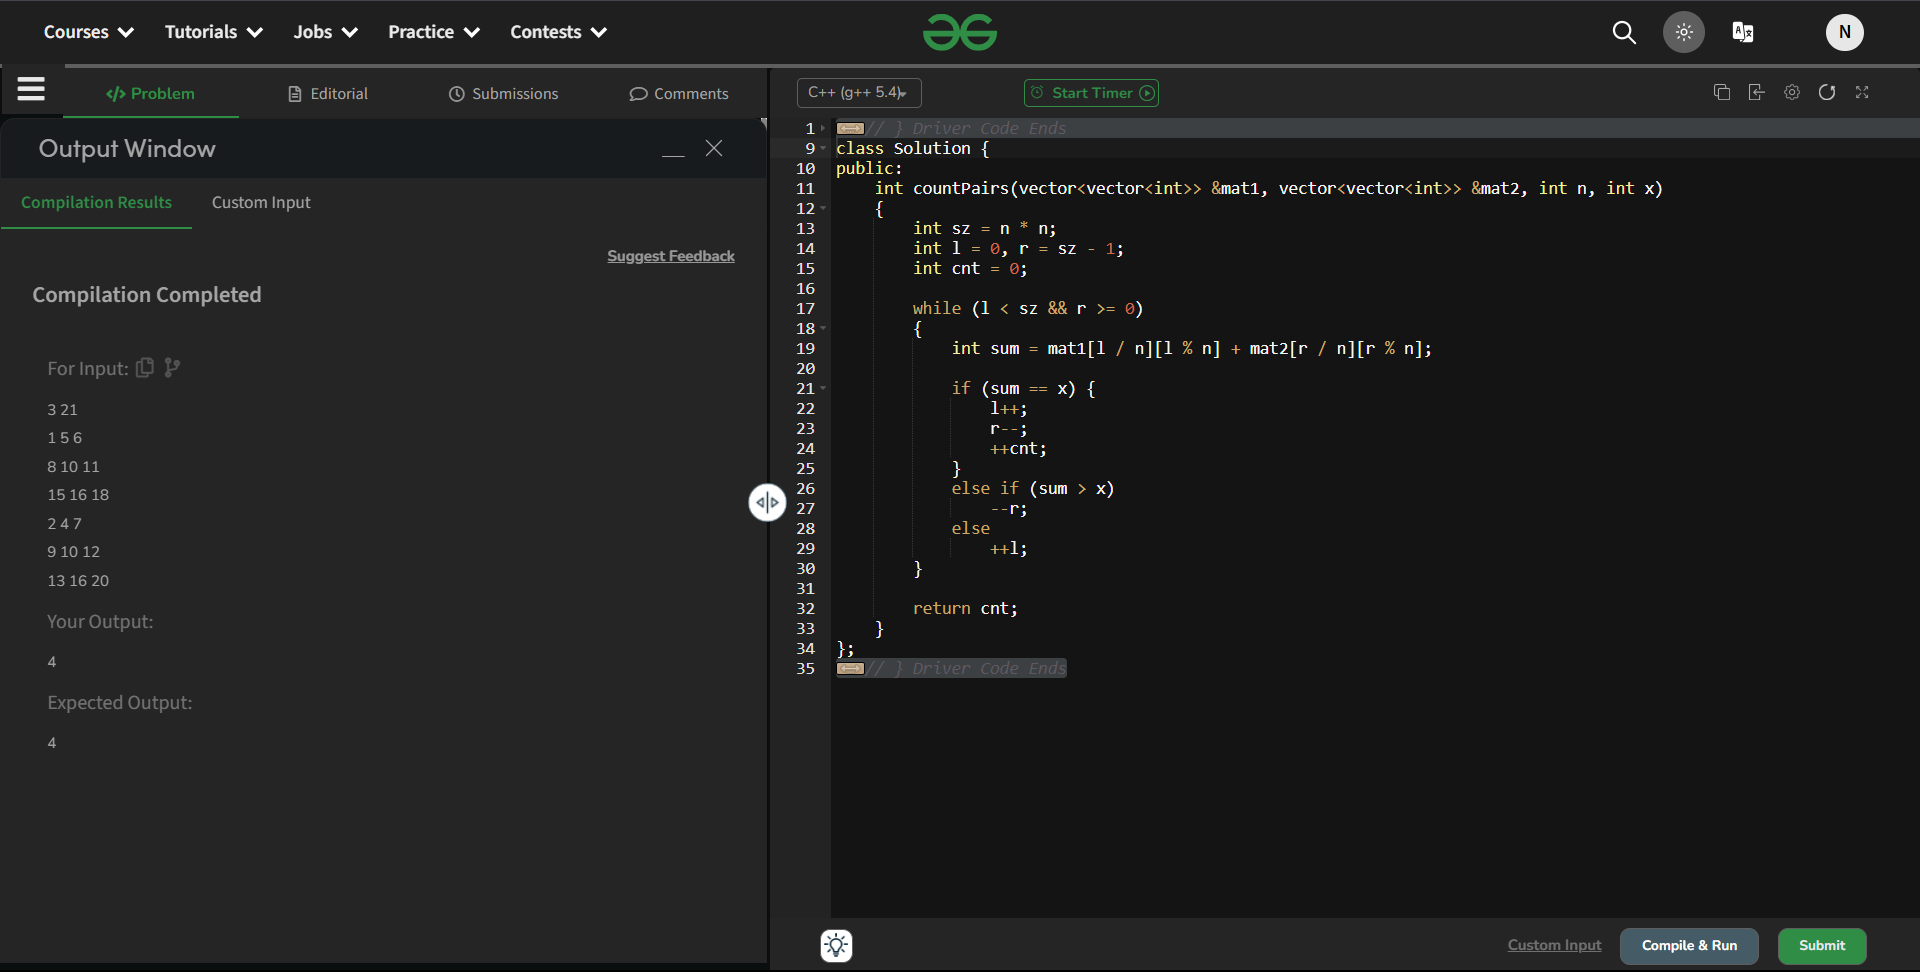 Courses Tutorials Jobs Practice Contests N
Problem Editorial Submissions Comments
Output Window
Compilation Results Custom Input
Suggest Feedback
Compilation Completed
For Input:
3 21
1 5 6
8 10 11
15 16 18
2 4 7
9 10 12
13 16 20
Your Output:
4
Expected Output:
4
C++ (g++ 5.4) Start Timer
1 // } Driver Code Ends
9 class Solution {
10 public:
11     int countPairs(vector<vector<int>> &mat1, vector<vector<int>> &mat2, int n, int x)
12     {
13         int sz = n * n;
14         int l = 0, r = sz - 1;
15         int cnt = 0;
16
17         while (l < sz && r >= 0)
18         {
19             int sum = mat1[l / n][l % n] + mat2[r / n][r % n];
20
21             if (sum == x) {
22                 l++;
23                 r--;
24                 ++cnt;
25             }
26             else if (sum > x)
27                 --r;
28             else
29                 ++l;
30         }
31
32         return cnt;
33     }
34 };
35 // } Driver Code Ends
Custom Input Compile & Run Submit